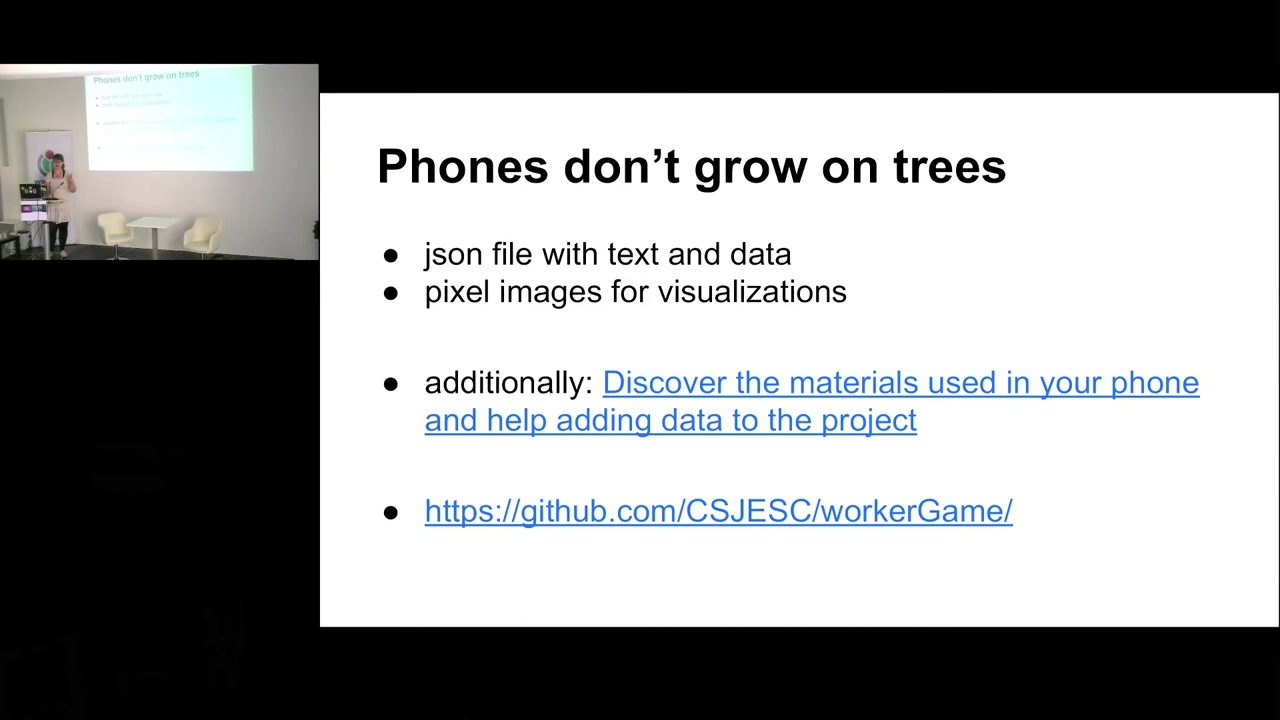 Phones don't grow on trees
Phones don’t grow on trees
● json file with text and data
● pixel images for visualizations
● additionally: Discover the materials used in your phone
and help adding data to the project
● https://github.com/CSJESC/workerGame/